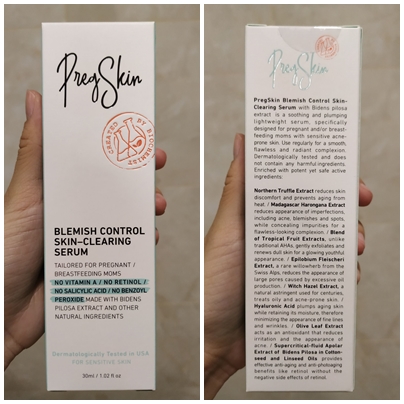 PregSkin
CREATED BY BIOCHEMIST
BLEMISH CONTROL
SKIN-CLEARING
SERUM
TAILORED FOR PREGNANT /
BREASTFEEDING MOMS
NO VITAMIN A / NO RETINOL /
NO SALICYLIC ACID / NO BENZOYL
PEROXIDE.MADE WITH BIDENS
PILOSA EXTRACT AND OTHER
NATURAL INGREDIENTS
Dermatologically Tested in USA
FOR SENSITIVE SKIN
30ml / 1.02 fl oz
PregSkin
PregSkin Blemish Control Skin-
Clearing Serum with Bidens pilosa
extract is a soothing and plumping
lightweight serum, specifically
designed for pregnant and/or breast-
feeding moms with sensitive acne-
prone skin. Use regularly for a smooth,
flawless and radiant complexion.
Dermatologically tested and does
not contain any harmful ingredients.
Enriched with potent yet safe active
ingredients:
Northern Truffle Extract reduces skin
discomfort and prevents aging from
heat. / Madagascar Harongana Extract
reduces appearance of imperfections,
including acne, blemishes and spots,
while concealing impurities for a
flawless-looking complexion. / Blend
of Tropical Fruit Extracts, unlike
traditional AHAs, gently exfoliates and
renews dull skin for a glowing youthful
appearance. / Epilobium Fleischeri
Extract, a rare willowherb from the
Swiss Alps, reduces the appearance of
large pores caused by excessive oil
production. / Witch Hazel Extract, a
natural astringent used for centuries,
treats oily and acne-prone skin. /
Hyaluronic Acid plumps aging skin
while retaining its moisture, therefore
minimizing the appearance of fine lines
and wrinkles. / Olive Leaf Extract
acts as an antioxidant that reduces
irritation and the appearance of
acne. / Supercritical-fluid Apolar
Extract of Bidens Pilosa in Cotton-
seed and Linseed Oils provides
effective anti-aging and anti-photoaging
benefits like retinol without the
negative side effects of retinol.